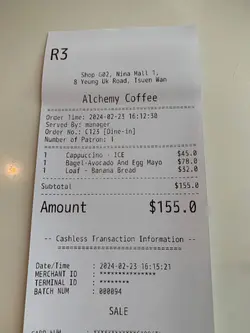 R3
Shop 602, Nina Mall 1,
8 Yeung Uk Road, Tsuen Wan
Alchemy Coffee
Order Time: 2024-02-23 16:12:38
Served By: manager
Order No.: E123 [Dine-in]
Number of Patron: 1
1 Cappuccino - ICE $45.0
1 Bagel-Avocado And Egg Mayo $78.0
1 Loaf - Banana Bread $32.0
Subtotal $155.0
Amount $155.0
-- Cashless Transaction Information --
Date/Time : 2024-02-23 16:15:21
MERCHANT ID : ***************
TERMINAL ID : ********
BATCH NUM : 000094
SALE